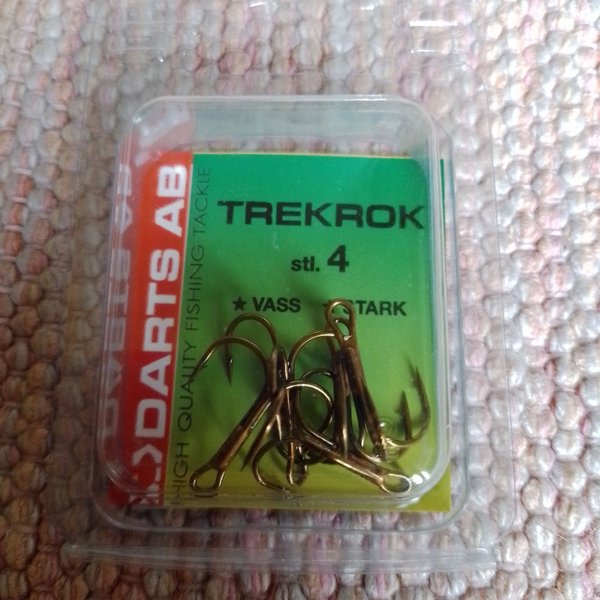 TREKROK
stl. 4
★ VASS ★ STARK
DARTS AB
HIGH QUALITY FISHING TACKLE